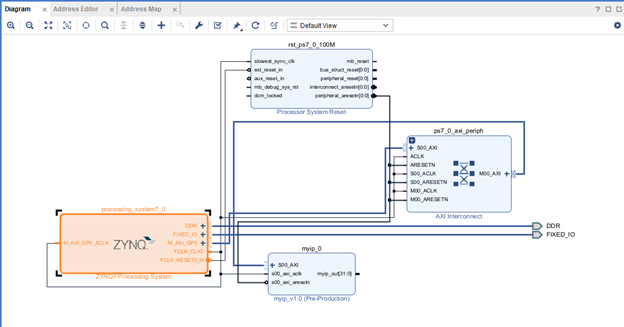 Diagram
Address Editor
Address Map
Default View
rst_ps7_0_100M
slowest_sync_clk
mb_reset
ext_reset_in
bus_struct_reset[0:0]
aux_reset_in
peripheral_reset[0:0]
mb_debug_sys_rst
interconnect_aresetn[0:0]
dcm_locked
peripheral_aresetn[0:0]
Processor System Reset
ps7_0_axi_periph
S00_AXI
ACLK
ARESETN
S00_ACLK
M00_AXI
S00_ARESETN
M00_ACLK
M00_ARESETN
AXI Interconnect
processing_system7_0
DDR
FIXED_IO
M_AXI_GP0_ACLK
ZYNQ
M_AXI_GP0
FCLK_CLK0
FCLK_RESET0_N
ZYNQ7 Processing System
DDR
FIXED_IO
myip_0
S00_AXI
s00_axi_aclk
myip_out[31:0]
s00_axi_aresetn
myip_v1.0 (Pre-Production)